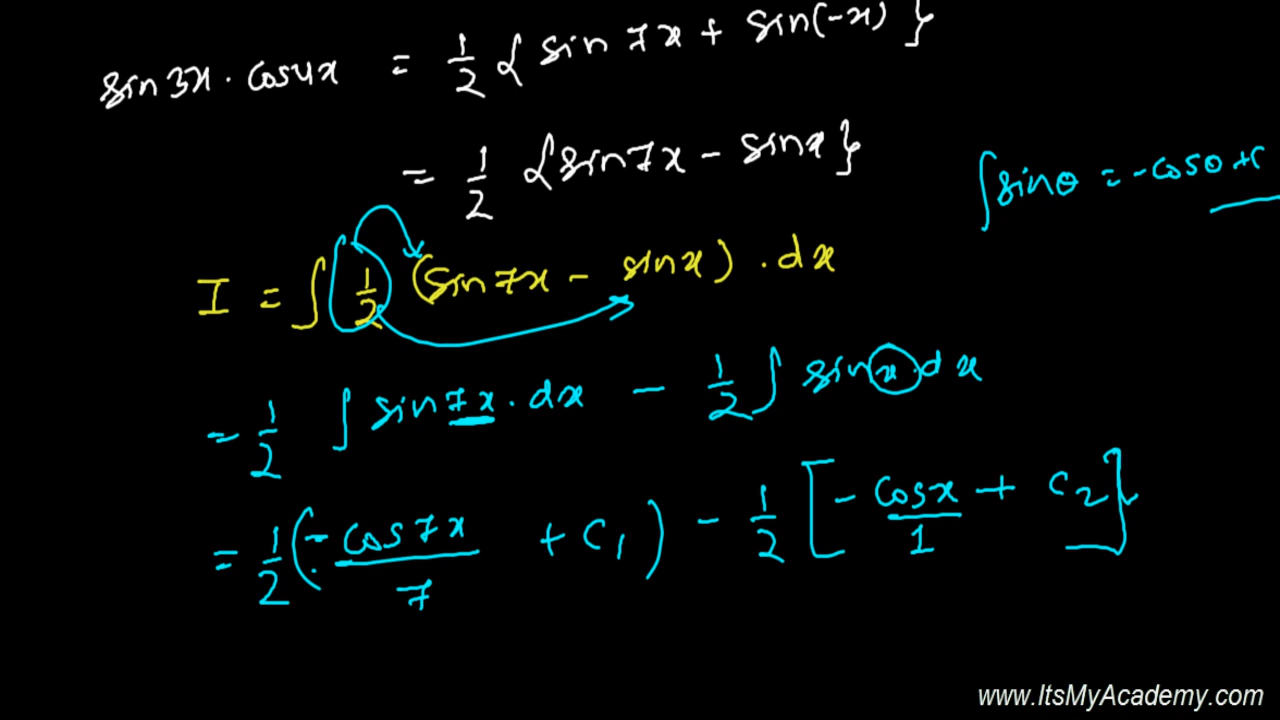 sin3x . cos4x = 1/2 { sin 7x + sin(-x) }
= 1/2 { sin7x - sinx }
∫sinθ = -cosθ + c
I = ∫ 1/2 (sin7x - sinx) . dx
= 1/2 ∫ sin7x . dx - 1/2 ∫ sinx . dx
= 1/2 ( -cos7x/7 + c₁ ) - 1/2 [ -cosx/1 + c₂ ]
www.ItsMyAcademy.com